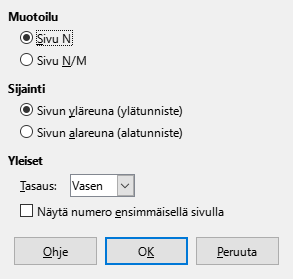 Muotoilu
Sivu N
Sivu N/M
Sijainti
Sivun yläreuna (ylätunniste)
Sivun alareuna (alatunniste)
Yleiset
Tasaus: Vasen
Näytä numero ensimmäisellä sivulla
Ohje OK Peruuta